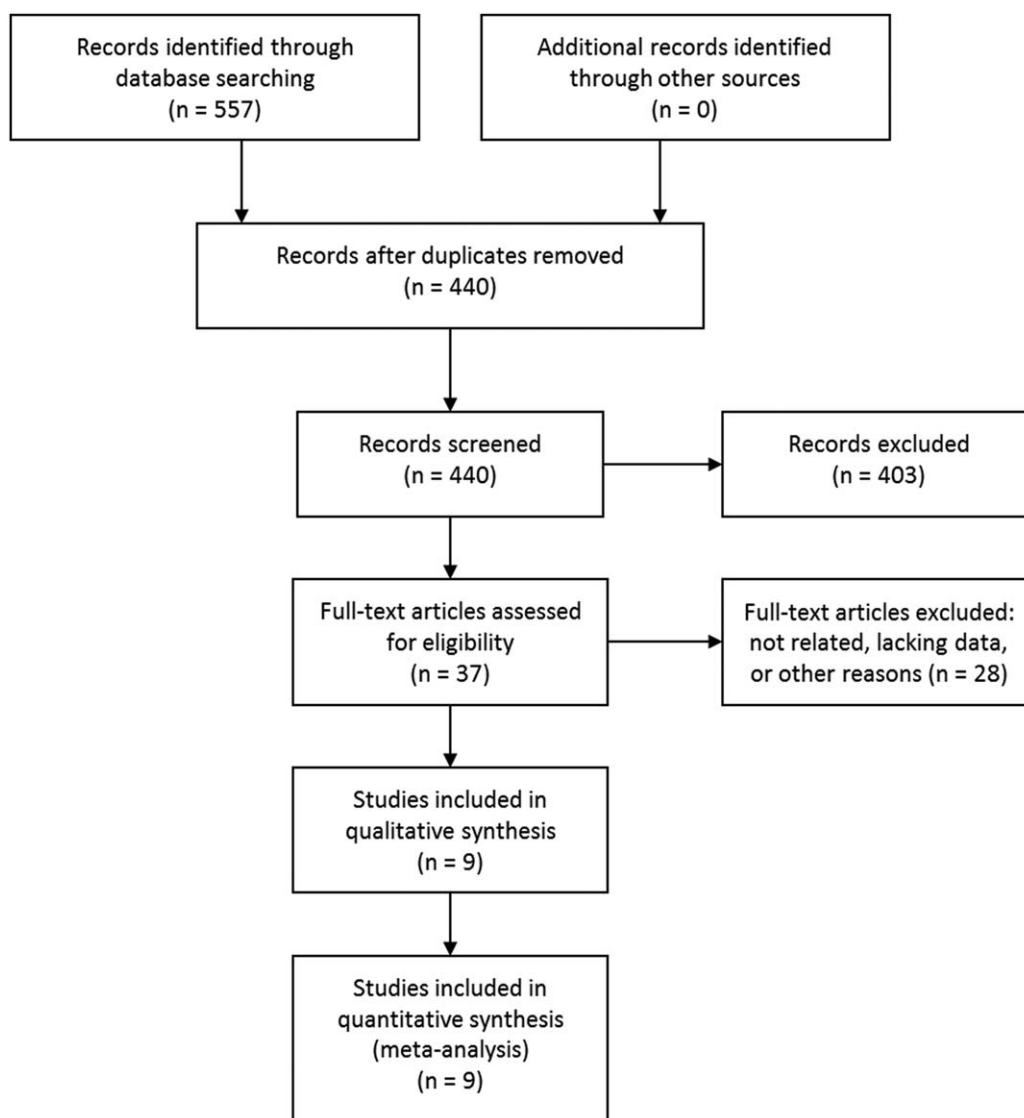 Records identified through
database searching
(n = 557)
Additional records identified
through other sources
(n = 0)
Records after duplicates removed
(n = 440)
Records screened
(n = 440)
Records excluded
(n = 403)
Full-text articles assessed
for eligibility
(n = 37)
Full-text articles excluded:
not related, lacking data,
or other reasons (n = 28)
Studies included in
qualitative synthesis
(n = 9)
Studies included in
quantitative synthesis
(meta-analysis)
(n = 9)